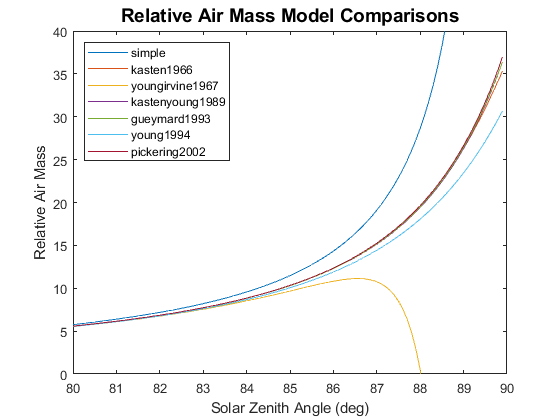 Relative Air Mass Model Comparisons
40
35
30
25
20
15
10
5
0
Relative Air Mass
simple
kasten1966
youngirvine1967
kastenyoung1989
gueymard1993
young1994
pickering2002
80 81 82 83 84 85 86 87 88 89 90
Solar Zenith Angle (deg)